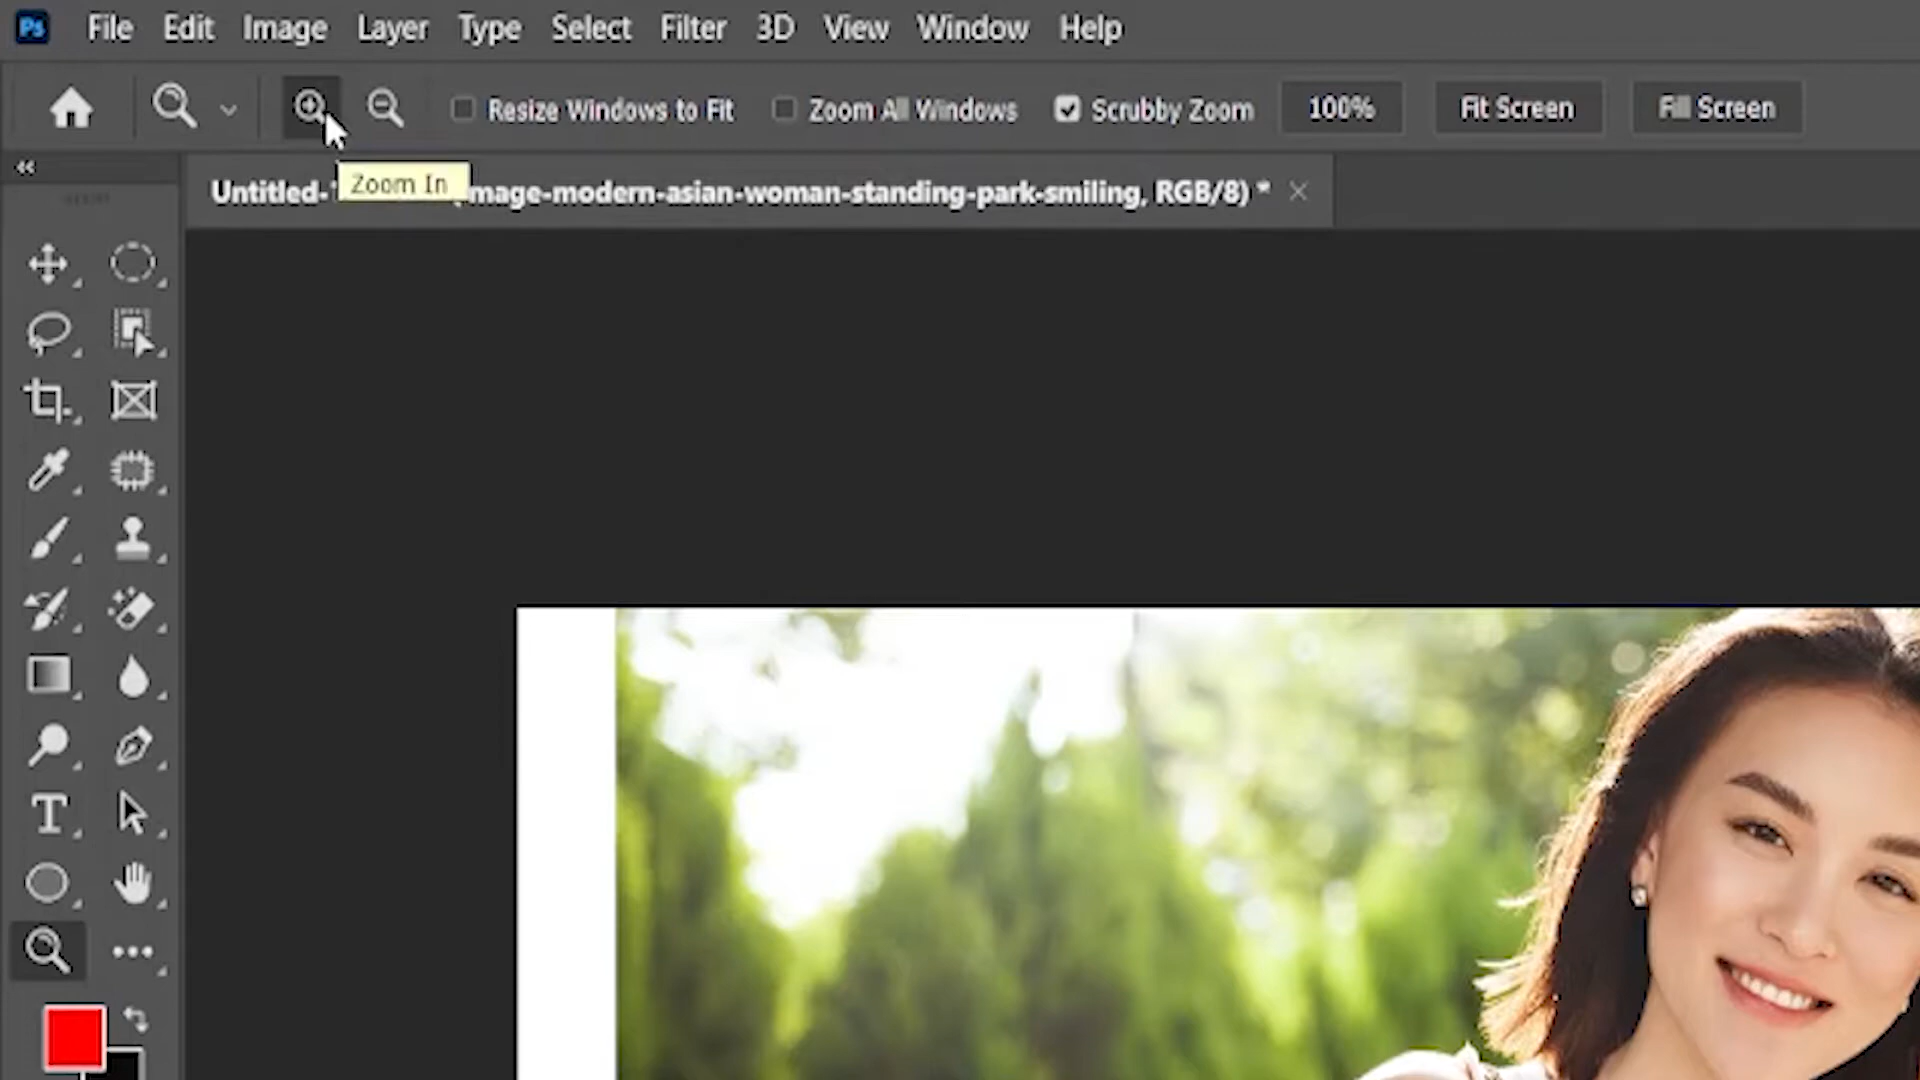 Ps File Edit Image Layer Type Select Filter 3D View Window Help
Resize Windows to Fit Zoom All Windows Scrubby Zoom 100% Fit Screen Fill Screen
Zoom In
Untitled- mage-modern-asian-woman-standing-park-smiling, RGB/8) *